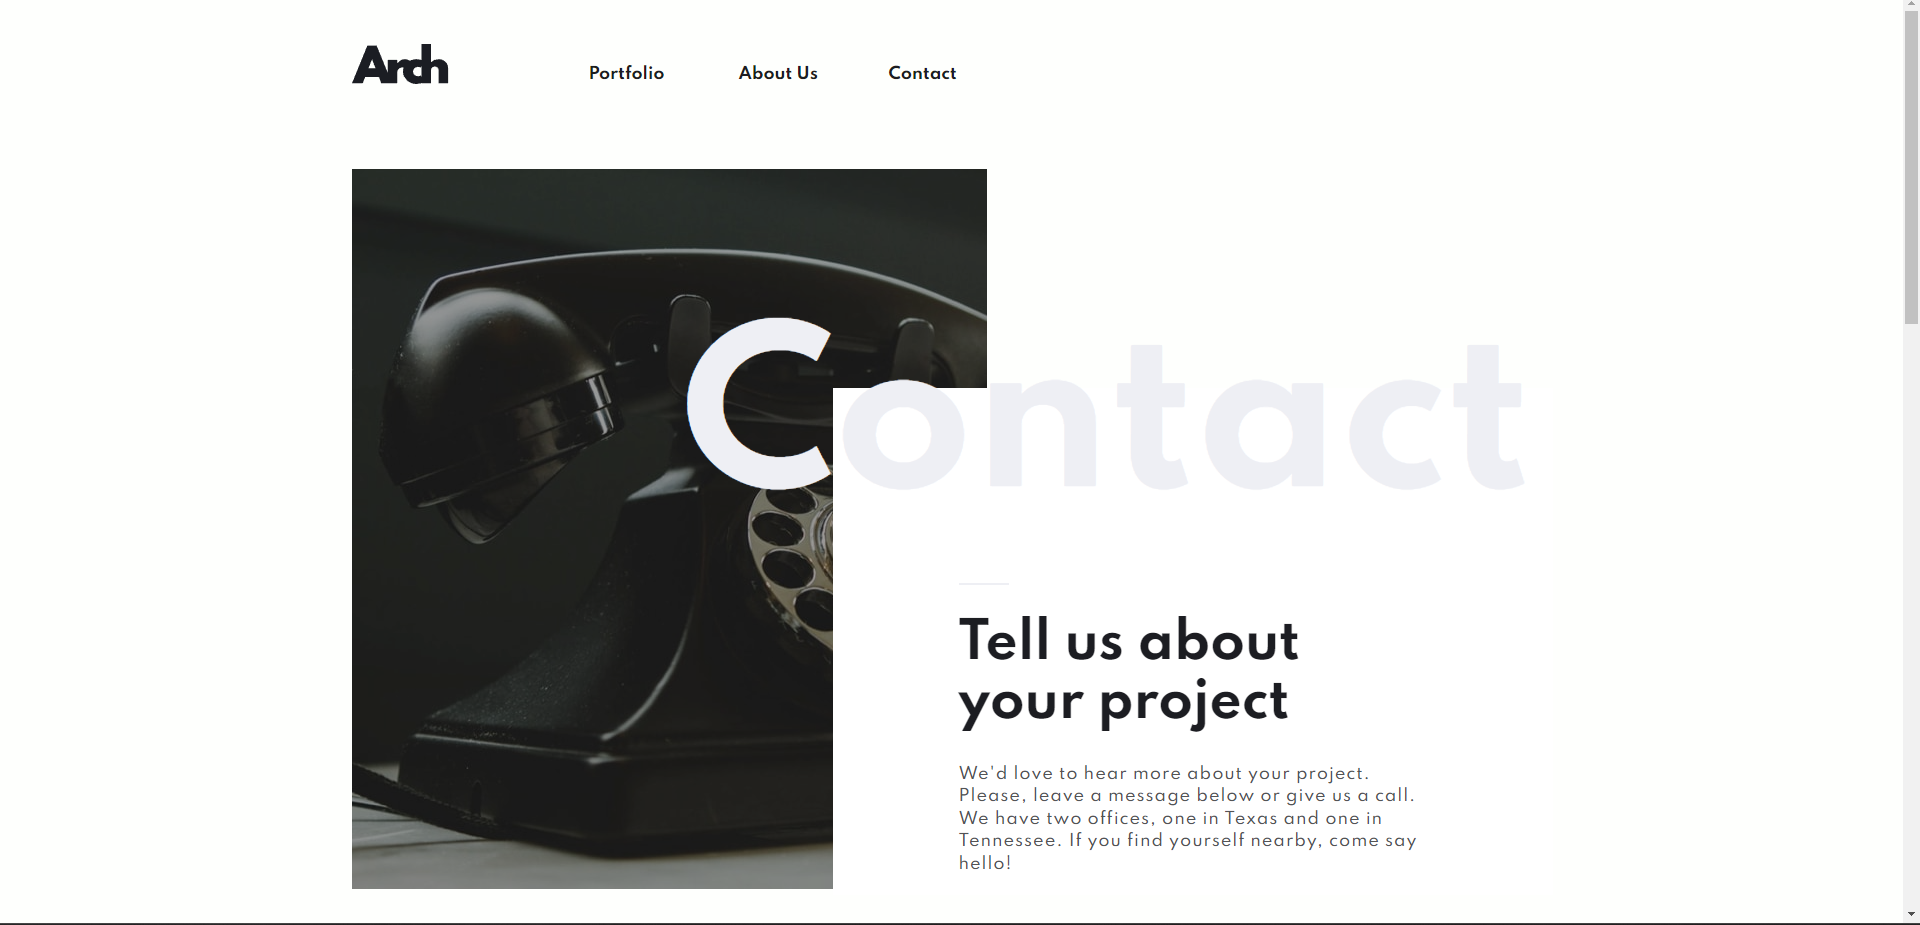 Arch
Portfolio
About Us
Contact
Contact
Tell us about
your project
We'd love to hear more about your project.
Please, leave a message below or give us a call.
We have two offices, one in Texas and one in
Tennessee. If you find yourself nearby, come say
hello!